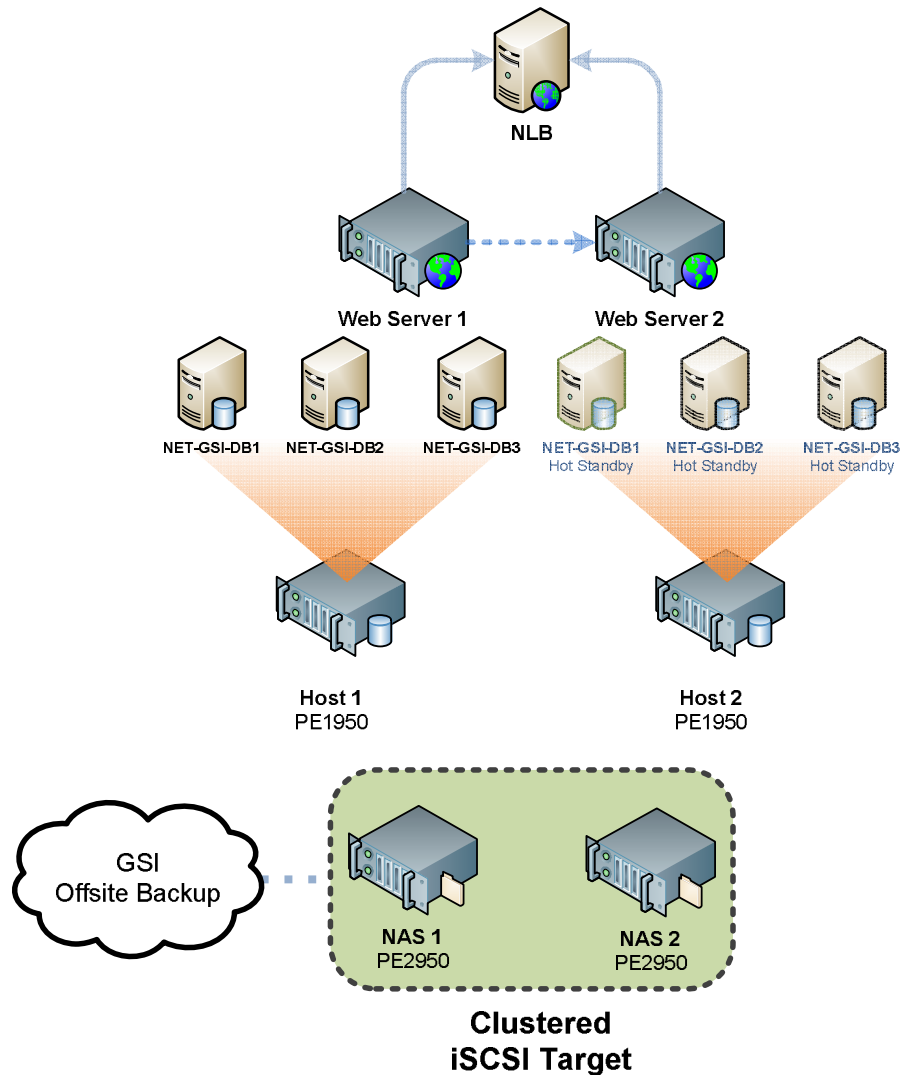 NLB
Web Server 1
Web Server 2
NET-GSI-DB1
NET-GSI-DB2
NET-GSI-DB3
NET-GSI-DB1
Hot Standby
NET-GSI-DB2
Hot Standby
NET-GSI-DB3
Hot Standby
Host 1
PE1950
Host 2
PE1950
GSI
Offsite Backup
NAS 1
PE2950
NAS 2
PE2950
Clustered
iSCSI Target